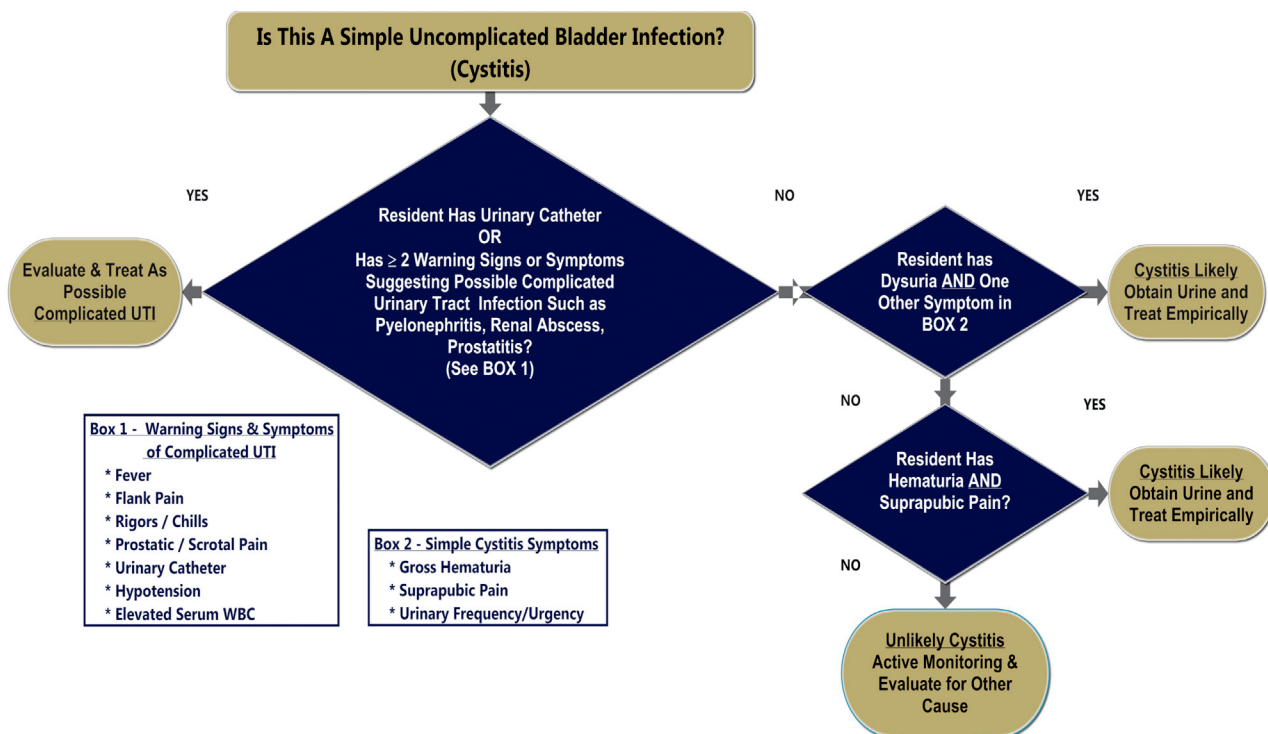 Is This A Simple Uncomplicated Bladder Infection?
(Cystitis)
YES
NO
YES
Resident Has Urinary Catheter
OR
Has ≥ 2 Warning Signs or Symptoms
Suggesting Possible Complicated
Urinary Tract Infection Such as
Pyelonephritis, Renal Abscess,
Prostatitis?
(See BOX 1)
Evaluate & Treat As
Possible
Complicated UTI
Resident has
Dysuria AND One
Other Symptom in
BOX 2
Cystitis Likely
Obtain Urine and
Treat Empirically
NO
YES
Resident Has
Hematuria AND
Suprapubic Pain?
Cystitis Likely
Obtain Urine and
Treat Empirically
Box 1 - Warning Signs & Symptoms
of Complicated UTI
* Fever
* Flank Pain
* Rigors / Chills
* Prostatic / Scrotal Pain
* Urinary Catheter
* Hypotension
* Elevated Serum WBC
Box 2 - Simple Cystitis Symptoms
* Gross Hematuria
* Suprapubic Pain
* Urinary Frequency/Urgency
NO
Unlikely Cystitis
Active Monitoring &
Evaluate for Other
Cause